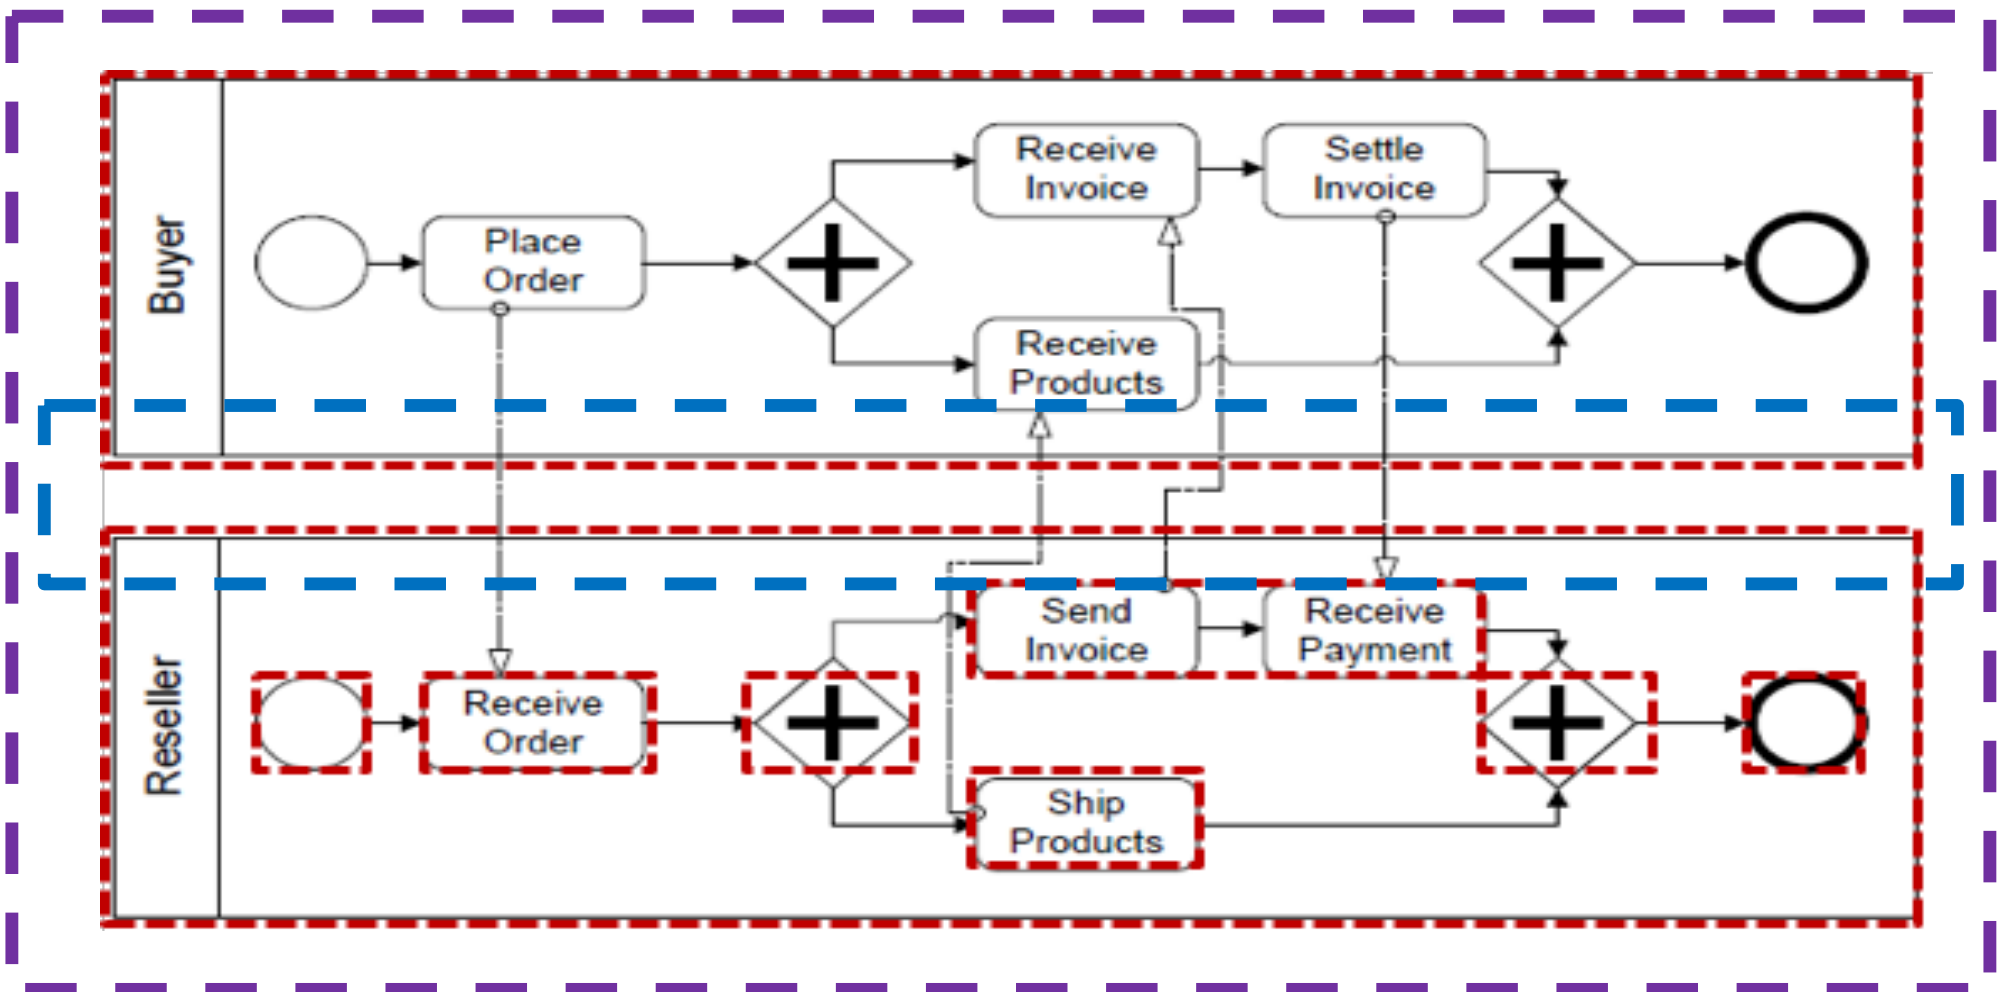 Buyer
Place
Order
Receive
Invoice
Settle
Invoice
Receive
Products
Reseller
Receive
Order
Send
Invoice
Receive
Payment
Ship
Products